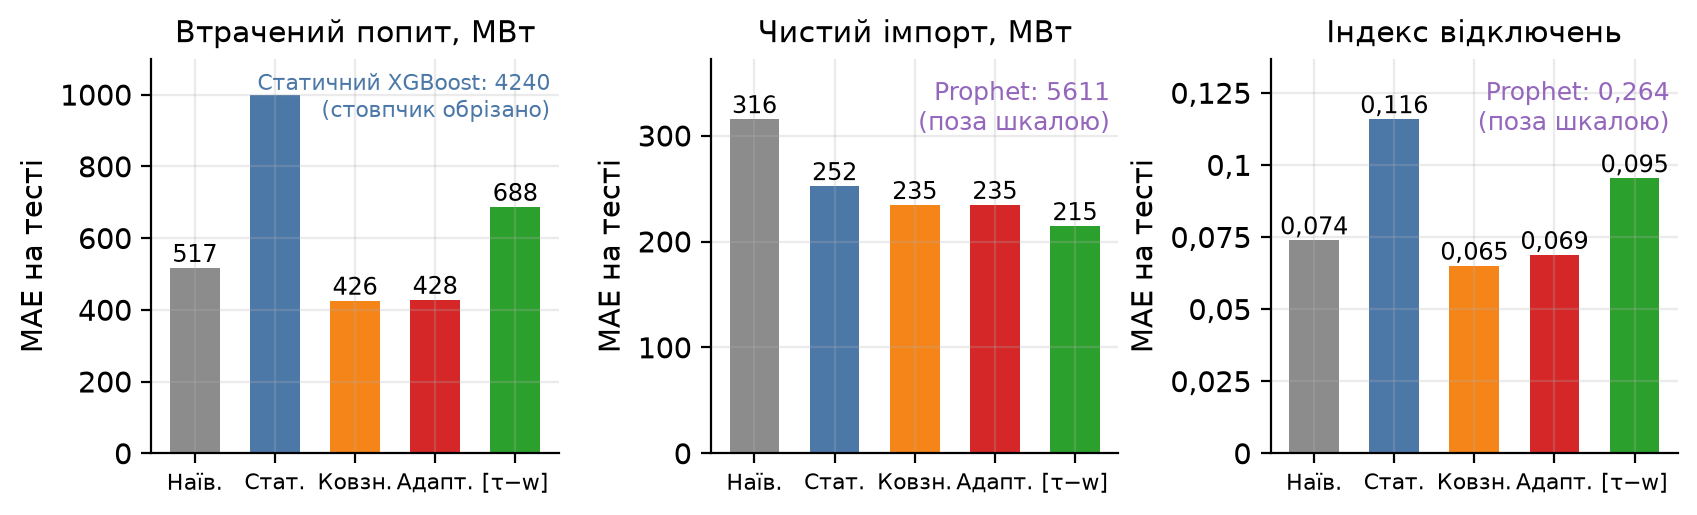 Втрачений попит, МВт
Статичний XGBoost: 4240
(стовпчик обрізано)
МАЕ на тесті
1000
800
600
400
200
0
517
426
428
688
Наїв. Стат. Ковзн. Адапт. [τ−w]
Чистий імпорт, МВт
Prophet: 5611
(поза шкалою)
МАЕ на тесті
300
200
100
0
316
252
235
235
215
Наїв. Стат. Ковзн. Адапт. [τ−w]
Індекс відключень
Prophet: 0,264
(поза шкалою)
МАЕ на тесті
0,125
0,1
0,075
0,05
0,025
0
0,074
0,116
0,065
0,069
0,095
Наїв. Стат. Ковзн. Адапт. [τ−w]